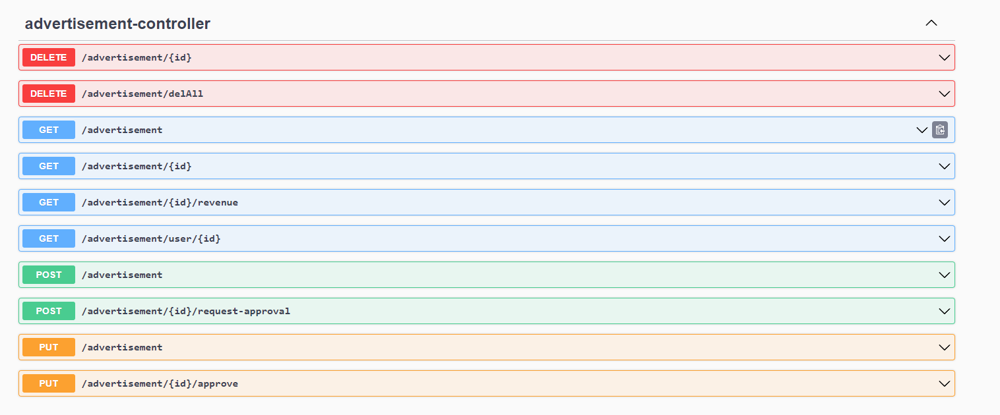 advertisement-controller
DELETE /advertisement/{id}
DELETE /advertisement/delAll
GET /advertisement
GET /advertisement/{id}
GET /advertisement/{id}/revenue
GET /advertisement/user/{id}
POST /advertisement
POST /advertisement/{id}/request-approval
PUT /advertisement
PUT /advertisement/{id}/approve